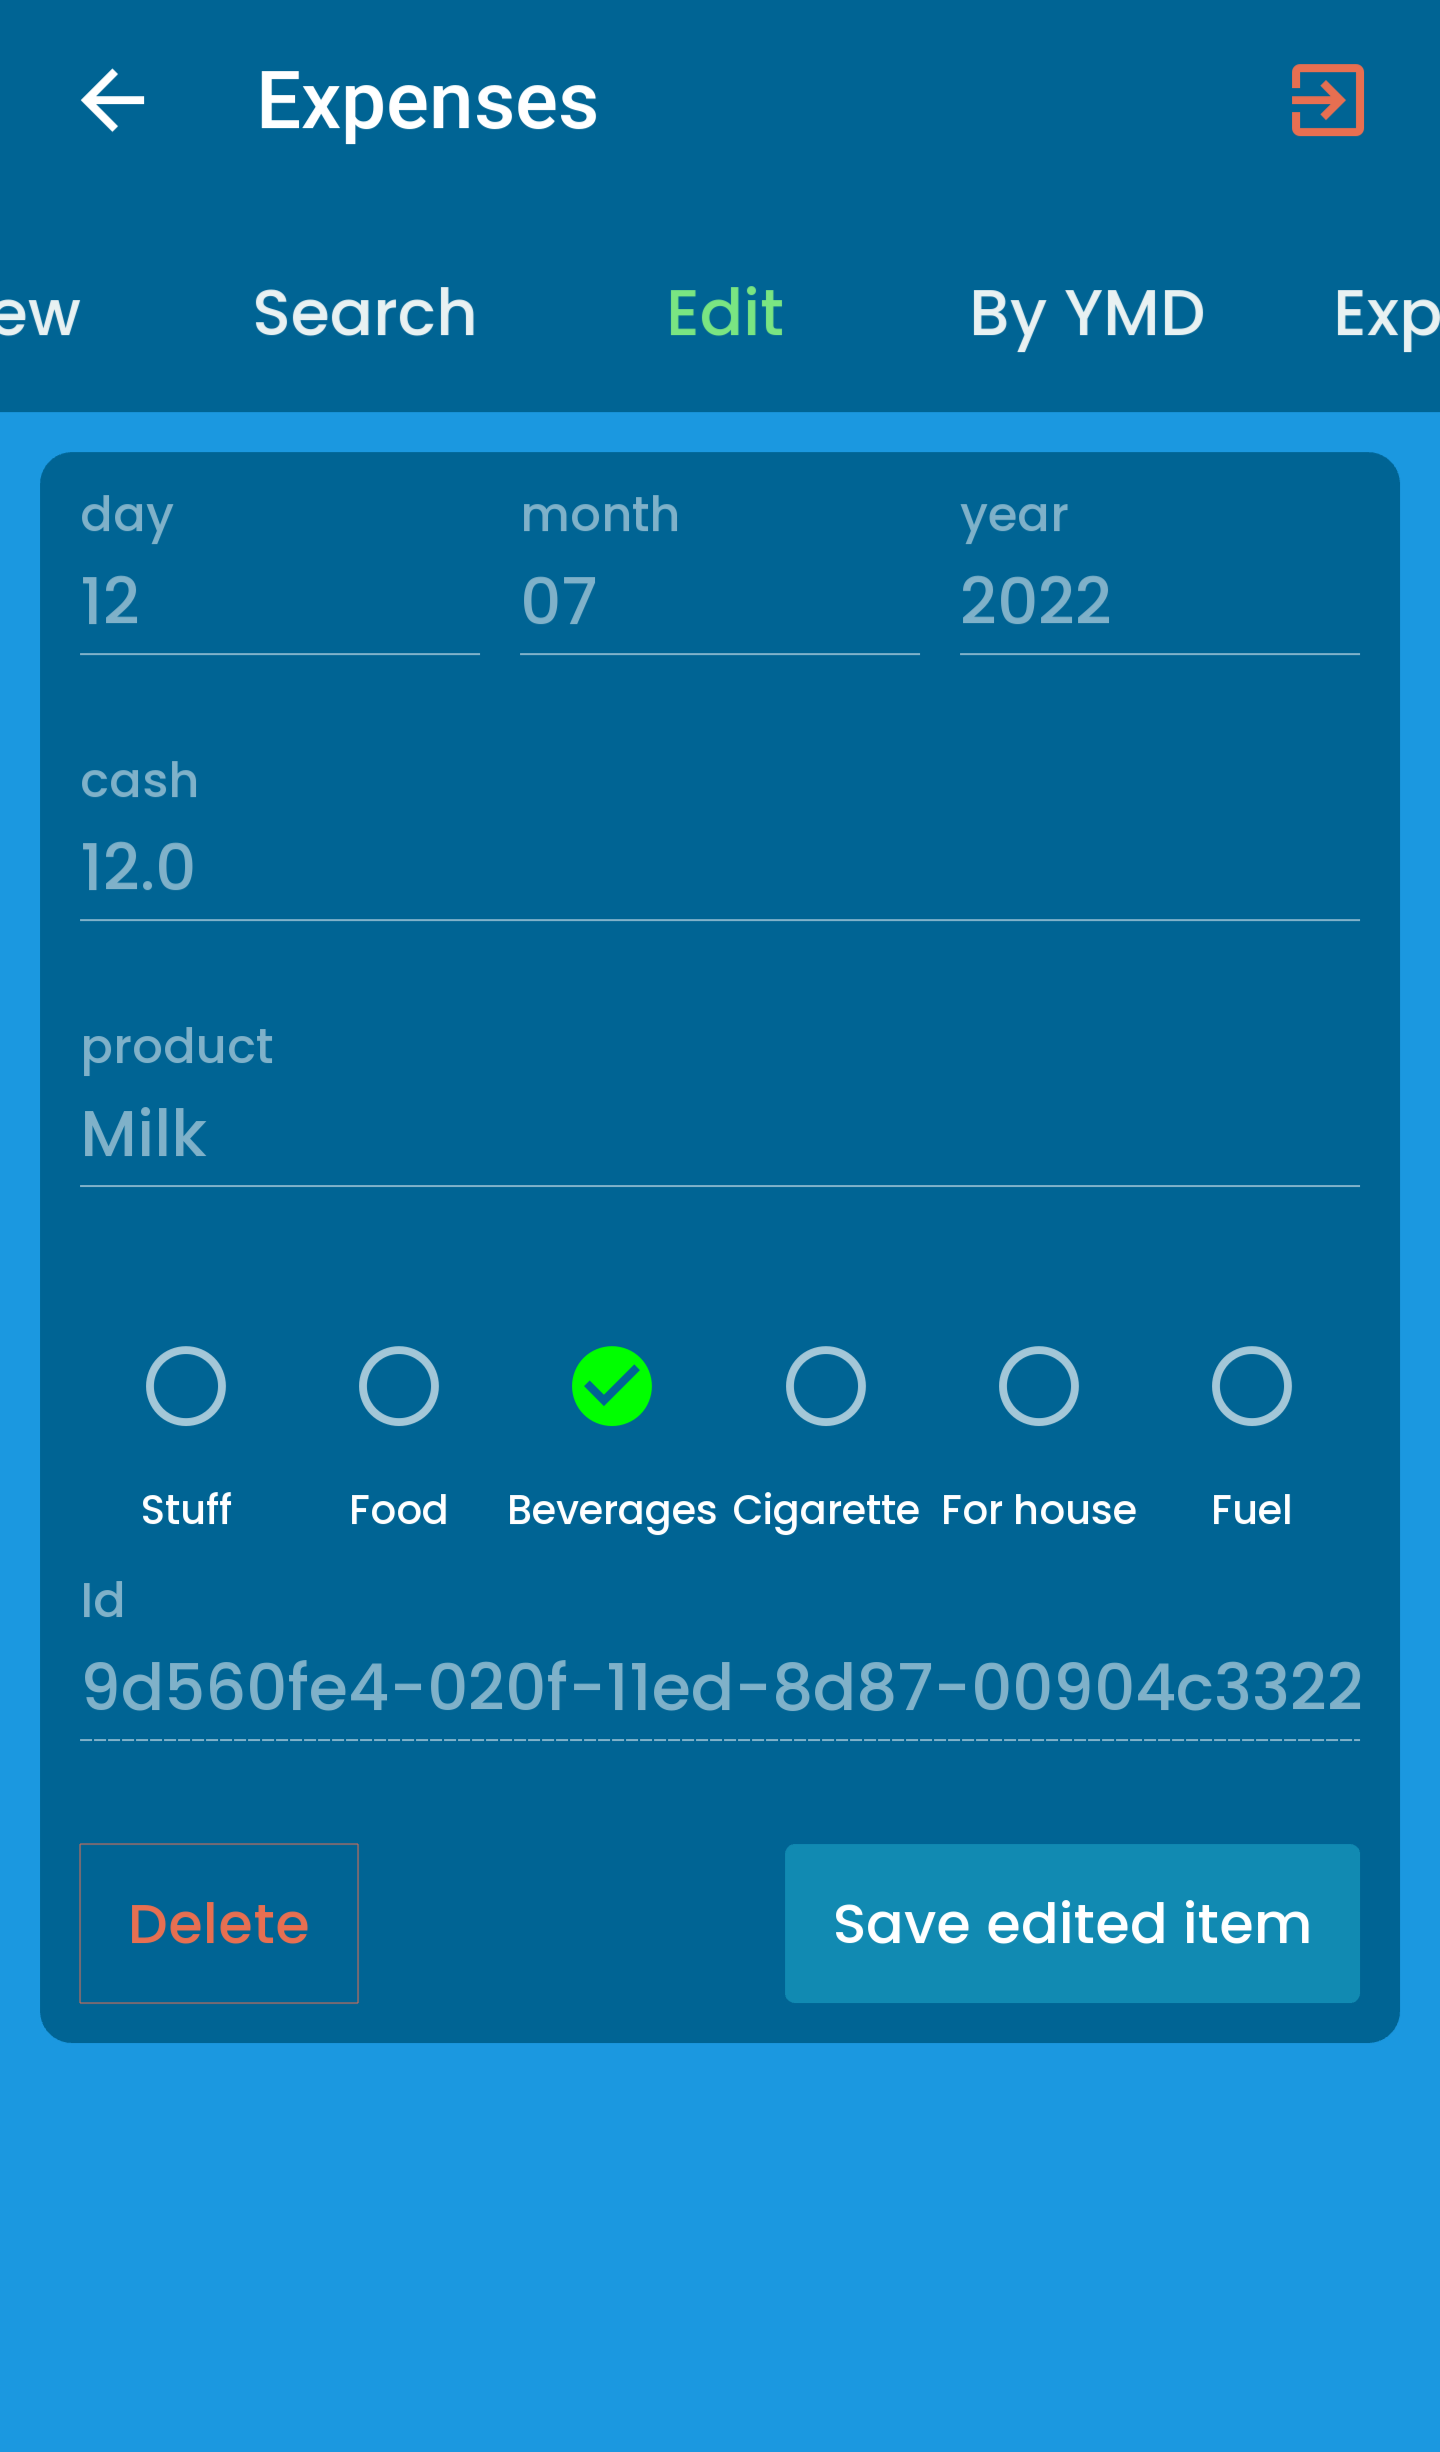 Expenses
ew Search Edit By YMD Exp
day month year
12 07 2022
cash
12.0
product
Milk
Stuff Food Beverages Cigarette For house Fuel
Id
9d560fe4-020f-11ed-8d87-00904c3322
Delete Save edited item